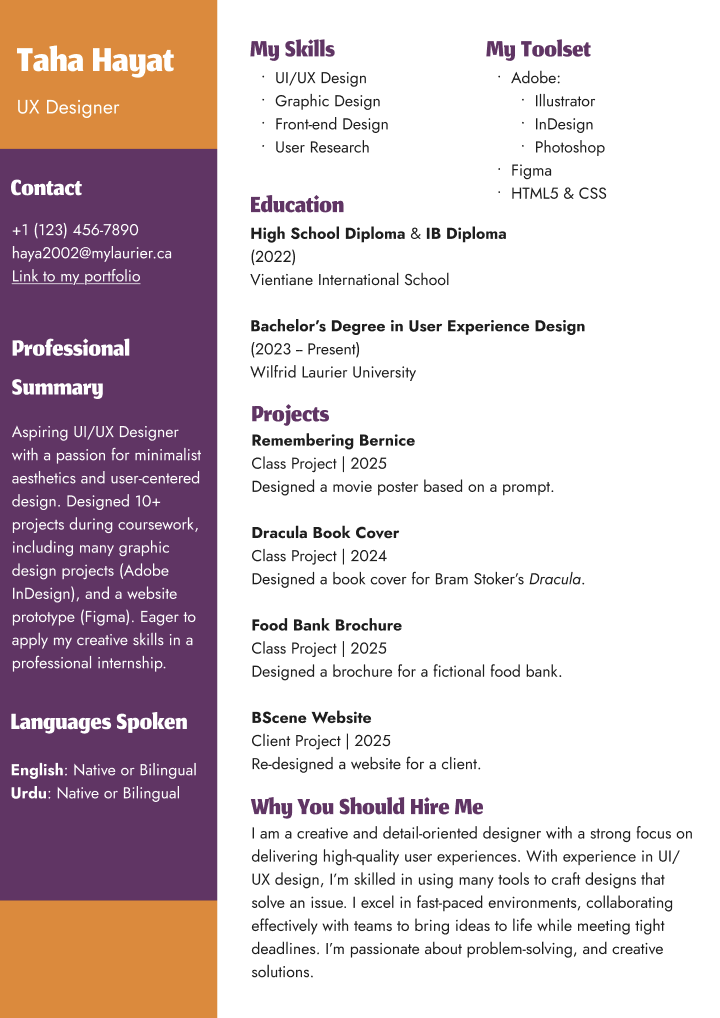 Taha Hayat
UX Designer
Contact
+1 (123) 456-7890
haya2002@mylaurier.ca
Link to my portfolio
Professional
Summary
Aspiring UI/UX Designer
with a passion for minimalist
aesthetics and user-centered
design. Designed 10+
projects during coursework,
including many graphic
design projects (Adobe
InDesign), and a website
prototype (Figma). Eager to
apply my creative skills in a
professional internship.
Languages Spoken
English: Native or Bilingual
Urdu: Native or Bilingual
My Skills
· UI/UX Design
· Graphic Design
· Front-end Design
· User Research
My Toolset
· Adobe:
· Illustrator
· InDesign
· Photoshop
· Figma
· HTML5 & CSS
Education
High School Diploma & IB Diploma
(2022)
Vientiane International School
Bachelor's Degree in User Experience Design
(2023 – Present)
Wilfrid Laurier University
Projects
Remembering Bernice
Class Project | 2025
Designed a movie poster based on a prompt.
Dracula Book Cover
Class Project | 2024
Designed a book cover for Bram Stoker's Dracula.
Food Bank Brochure
Class Project | 2025
Designed a brochure for a fictional food bank.
BScene Website
Client Project | 2025
Re-designed a website for a client.
Why You Should Hire Me
I am a creative and detail-oriented designer with a strong focus on
delivering high-quality user experiences. With experience in UI/
UX design, I'm skilled in using many tools to craft designs that
solve an issue. I excel in fast-paced environments, collaborating
effectively with teams to bring ideas to life while meeting tight
deadlines. I'm passionate about problem-solving, and creative
solutions.